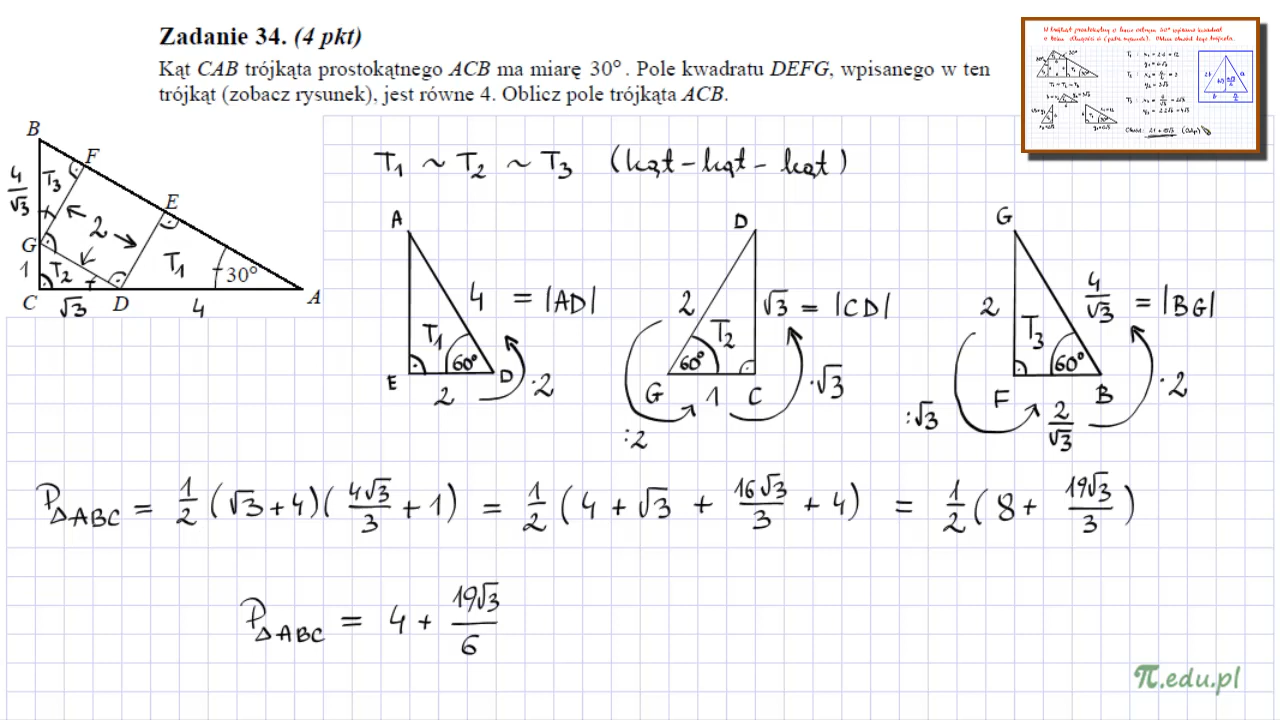 Zadanie 34. (4 pkt)
Kąt CAB trójkąta prostokątnego ACB ma miarę 30°. Pole kwadratu DEFG, wpisanego w ten
trójkąt (zobacz rysunek), jest równe 4. Oblicz pole trójkąta ACB.
T₁ ~ T₂ ~ T₃ (kąt – kąt – kąt)
B
F
4/√3
T₃
E
2
G
T₁
1
T₂
30°
C
√3
D
4
A
A
4 = |AD|
T₁
60°
E
D
2
·2
D
2
√3 = |CD|
T₂
60°
G
1
C
·√3
:2
G
2
4/√3 = |BG|
T₃
60°
F
B
2/√3
:√3
·2
P△ABC = 1/2 (√3+4)(4√3/3 + 1) = 1/2 (4 + √3 + 16√3/3 + 4) = 1/2 (8 + 19√3/3)
P△ABC = 4 + 19√3/6
π.edu.pl